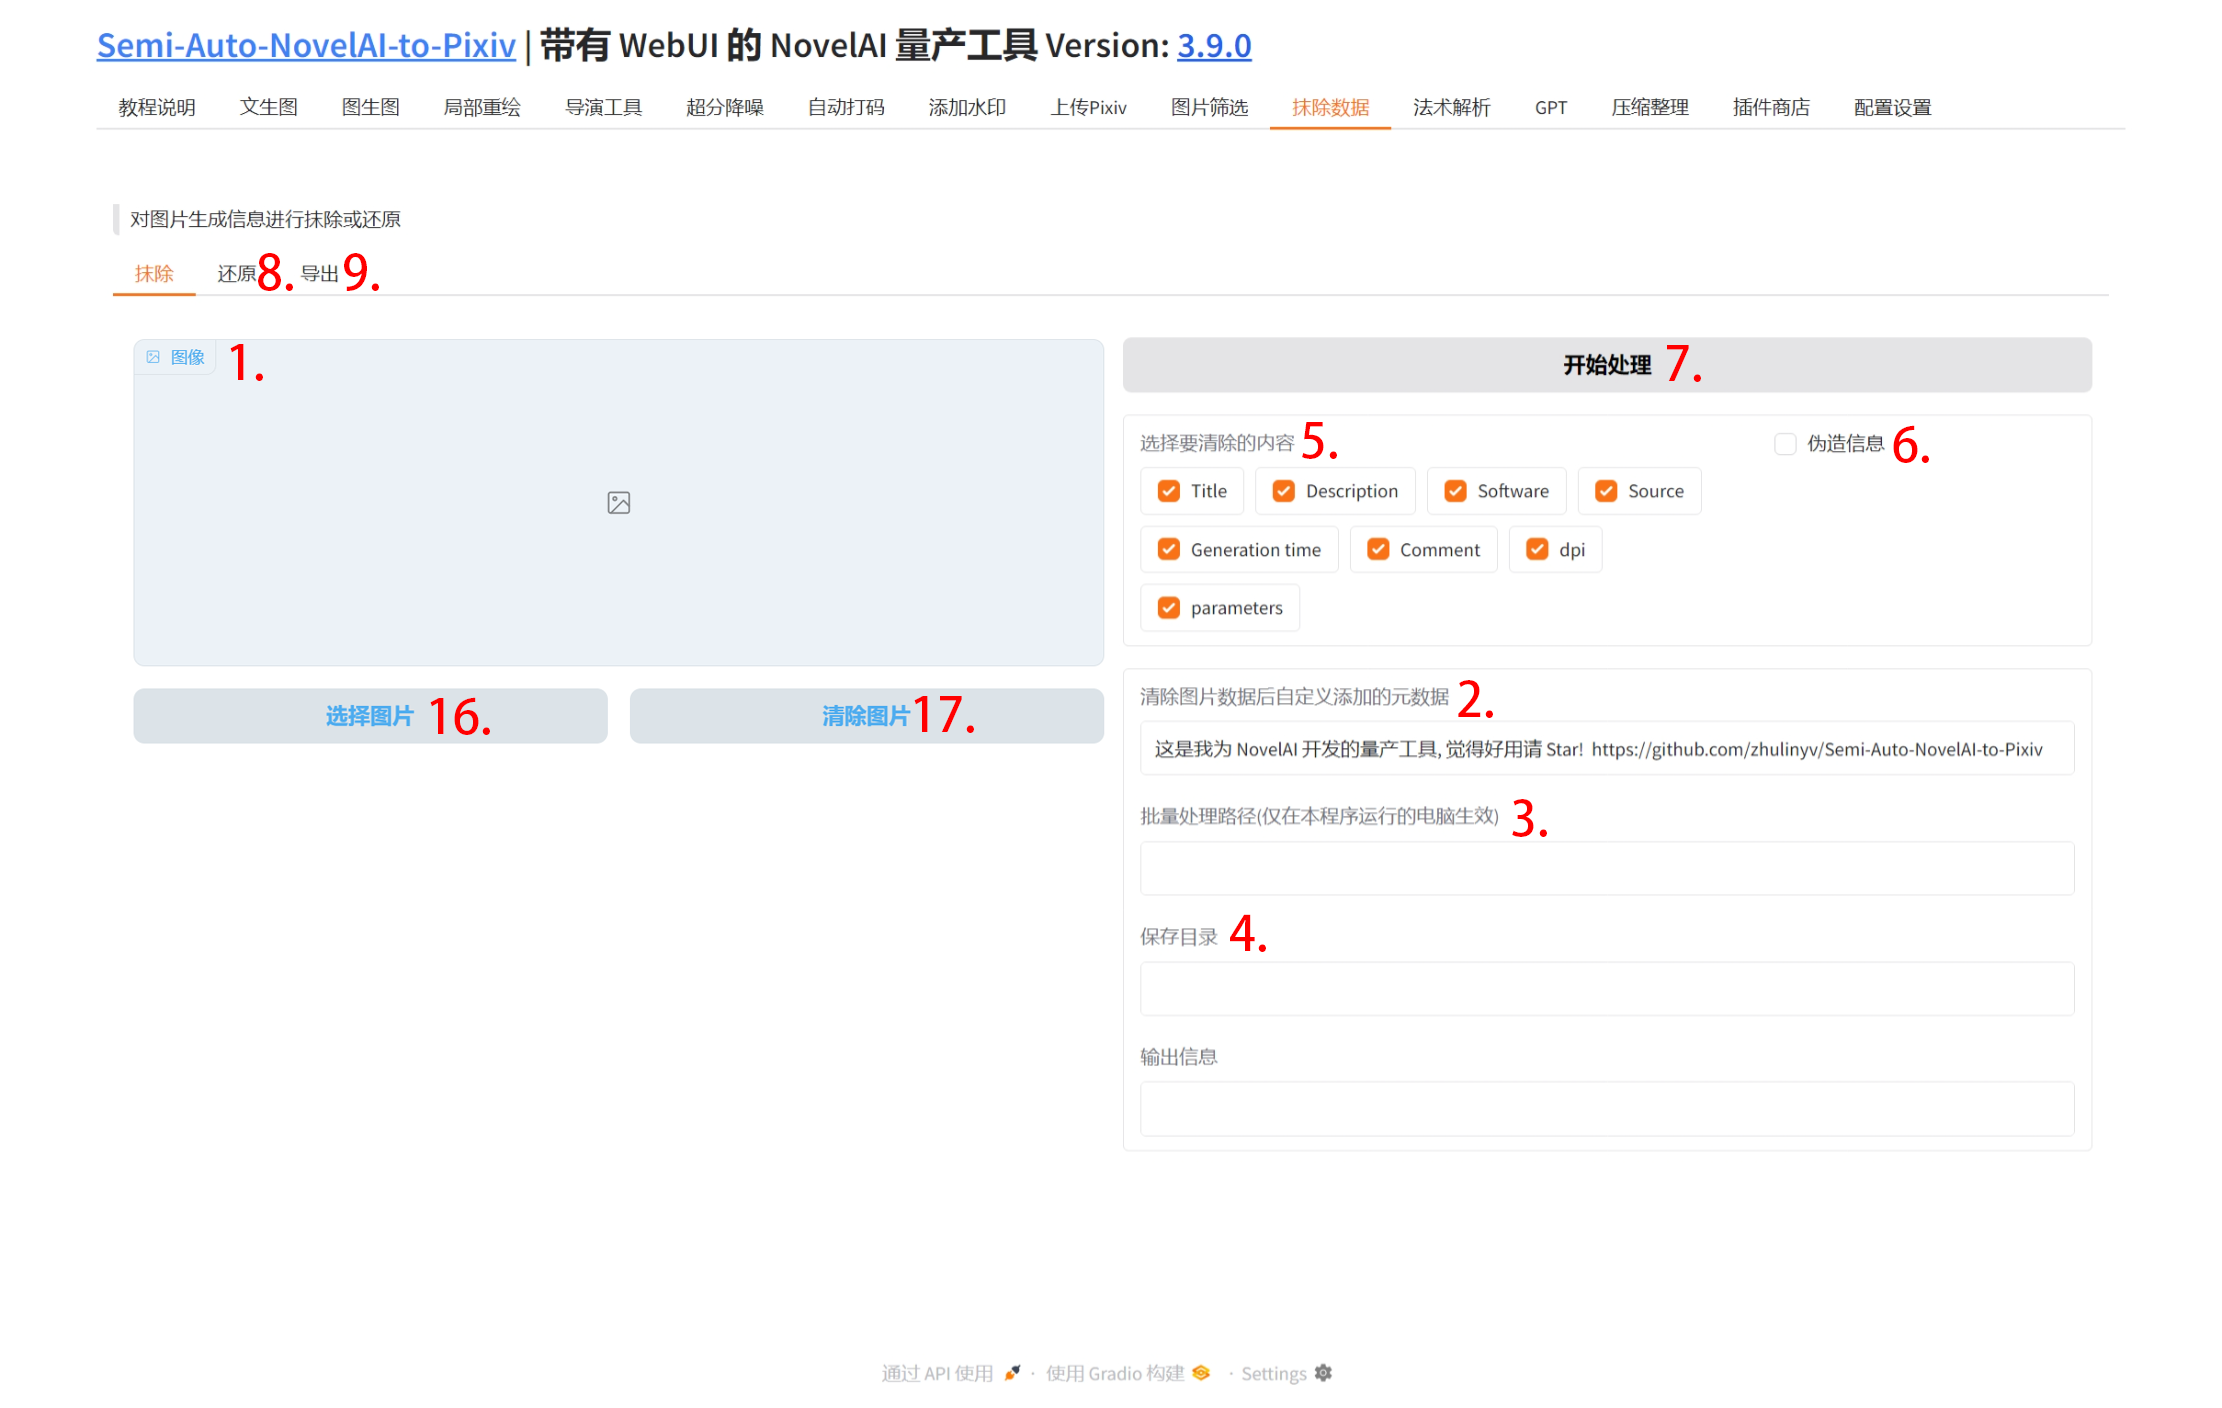 Semi-Auto-NovelAI-to-Pixiv | 带有 WebUI 的 NovelAI 量产工具 Version: 3.9.0
教程说明 文生图 图生图 局部重绘 导演工具 超分降噪 自动打码 添加水印 上传Pixiv 图片筛选 抹除数据 法术解析 GPT 压缩整理 插件商店 配置设置
对图片生成信息进行抹除或还原
抹除 还原 8. 导出 9.
图像 1.
选择图片 16. 清除图片 17.
开始处理 7.
选择要清除的内容 5.
伪造信息 6.
Title Description Software Source
Generation time Comment dpi
parameters
清除图片数据后自定义添加的元数据 2.
这是我为 NovelAI 开发的量产工具, 觉得好用请 Star! https://github.com/zhulinyv/Semi-Auto-NovelAI-to-Pixiv
批量处理路径(仅在本程序运行的电脑生效) 3.
保存目录 4.
输出信息
通过 API 使用 · 使用 Gradio 构建 · Settings